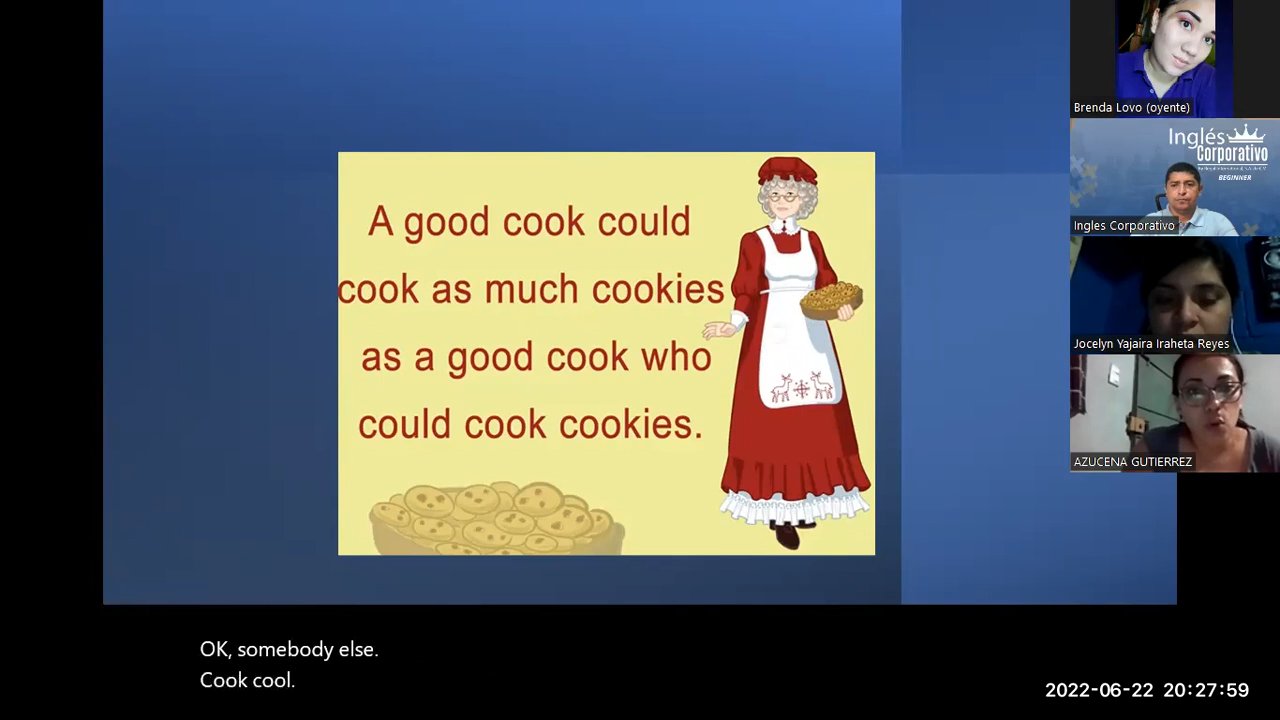 A good cook could
cook as much cookies
as a good cook who
could cook cookies.
Brenda Lovo (oyente)
Inglés
Corporativo
BEGINNER
Ingles Corporativo
Jocelyn Yajaira Iraheta Reyes
AZUCENA GUTIERREZ
OK, somebody else.
Cook cool.
2022-06-22 20:27:59